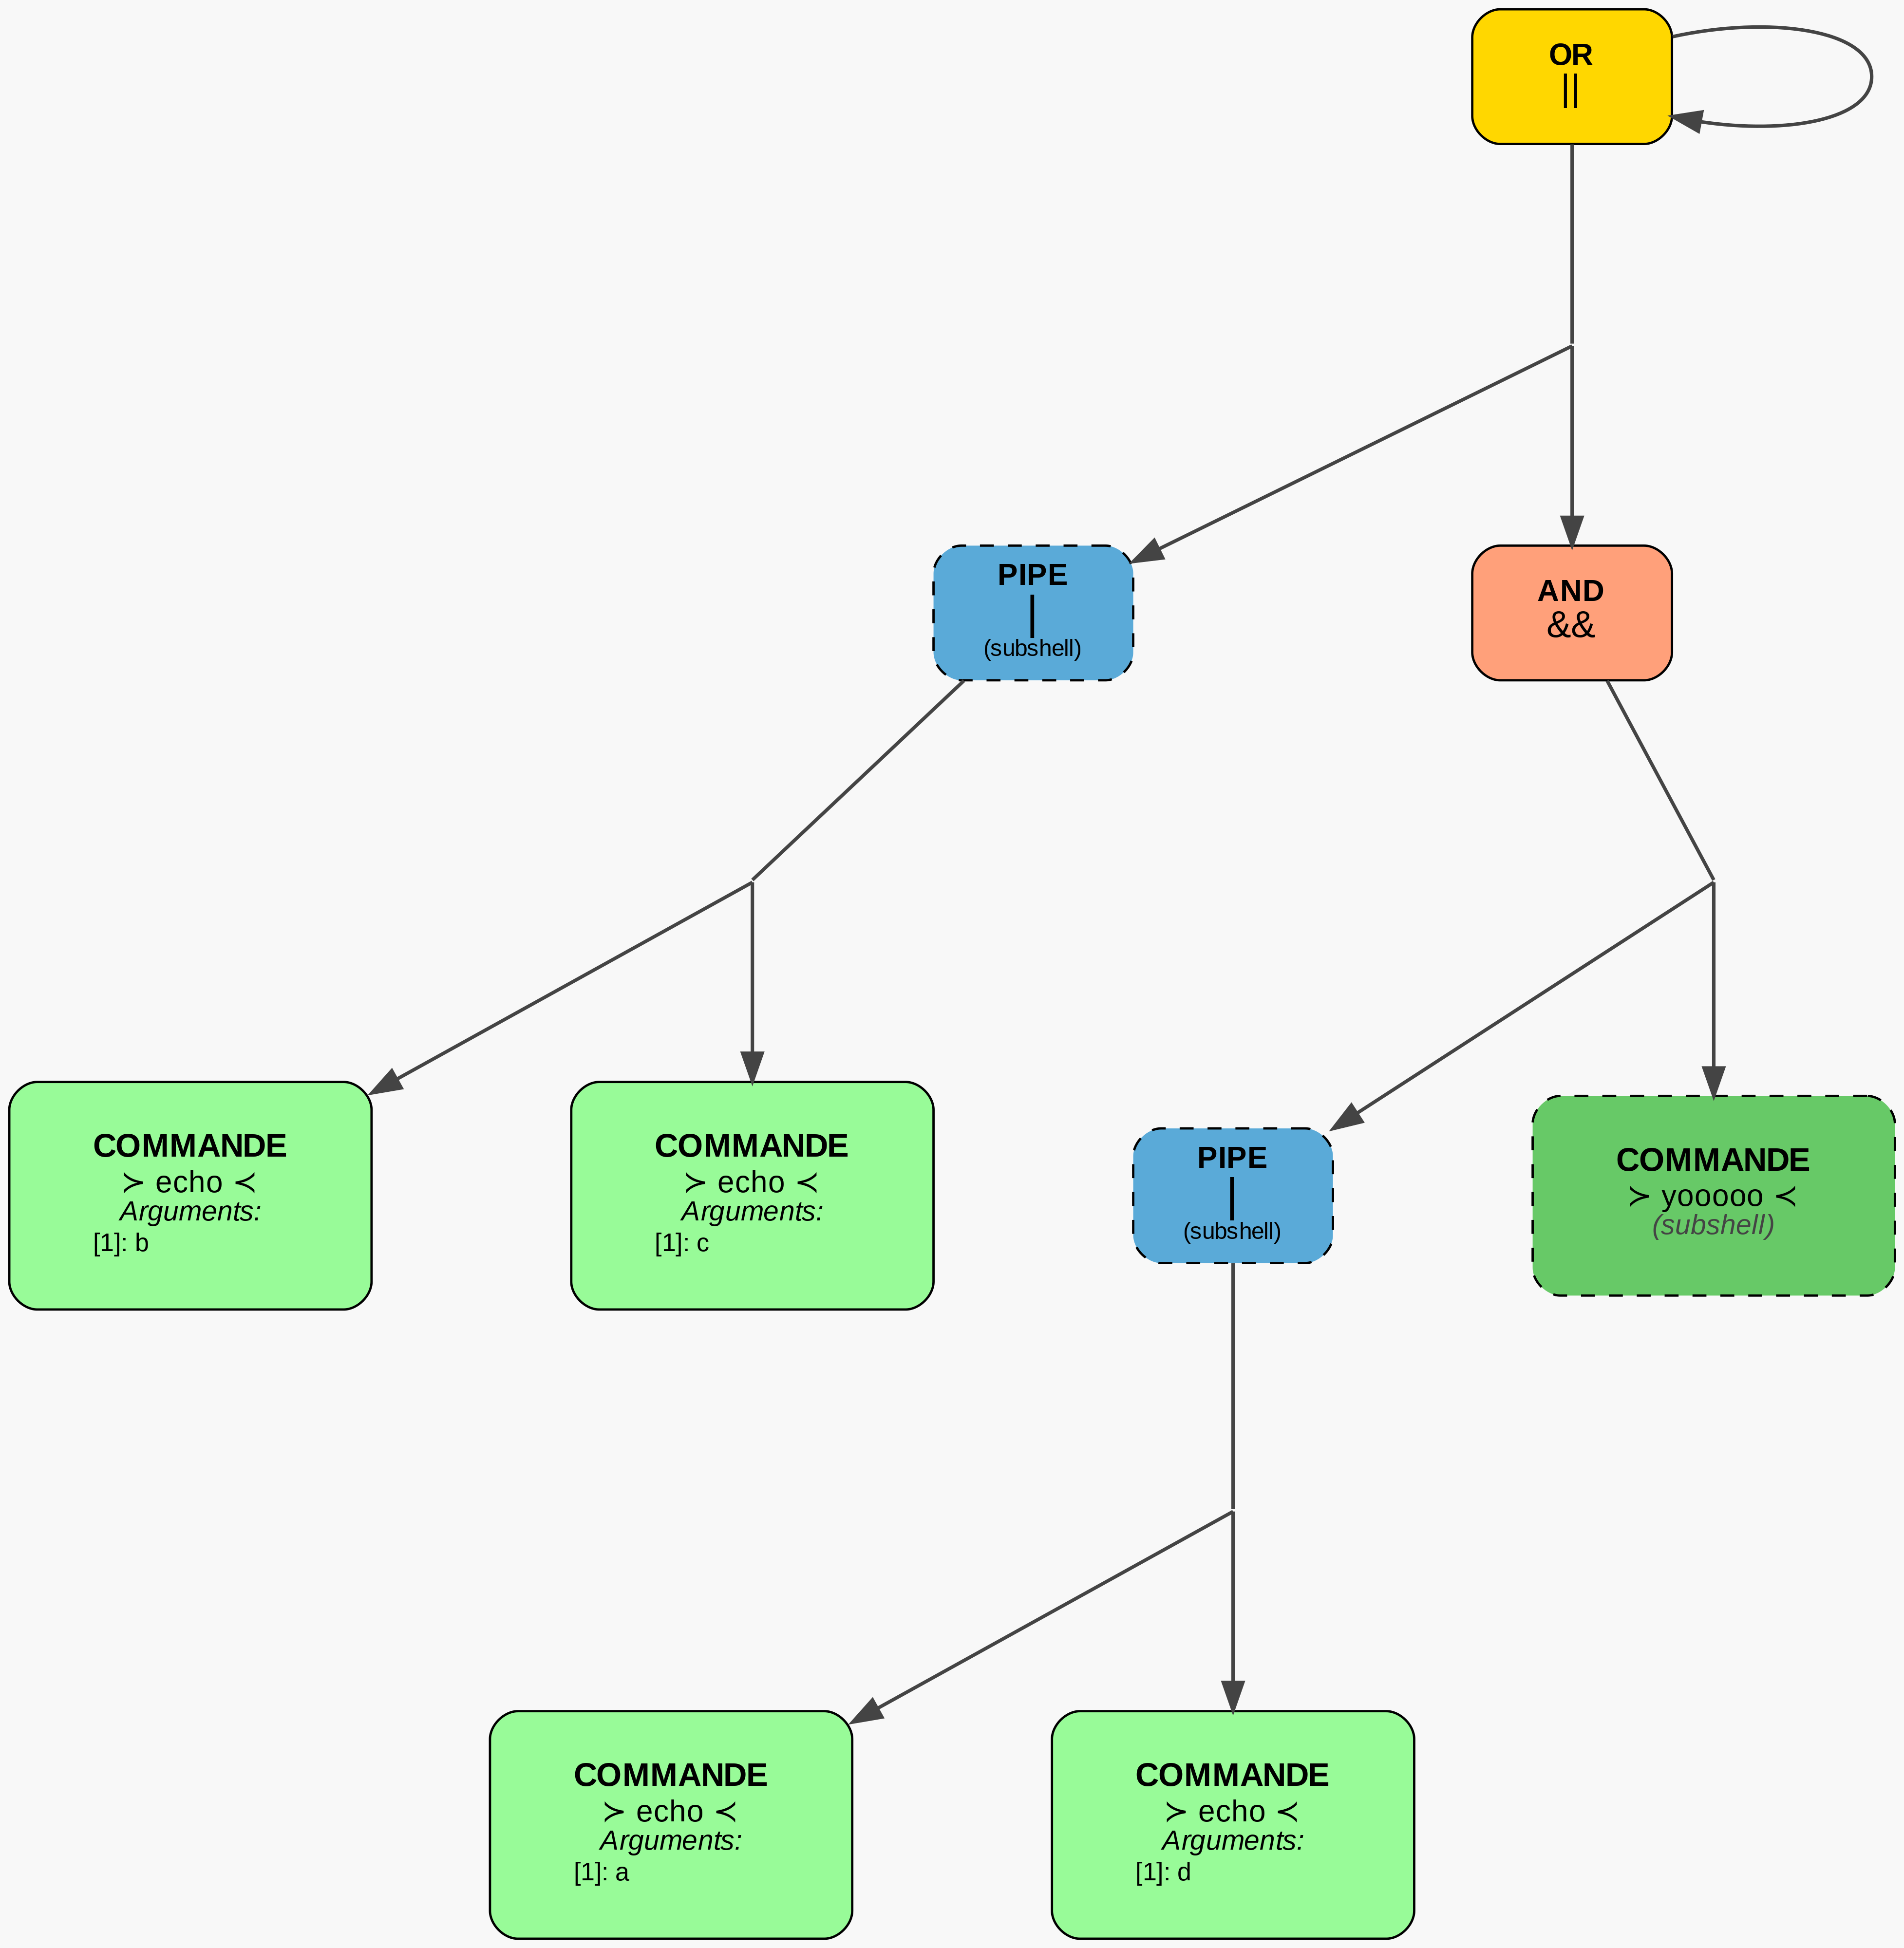 OR
||
PIPE
|
(subshell)
AND
&&
COMMANDE
≻ echo ≺
Arguments:
[1]: b
COMMANDE
≻ echo ≺
Arguments:
[1]: c
PIPE
|
(subshell)
COMMANDE
≻ yooooo ≺
(subshell)
COMMANDE
≻ echo ≺
Arguments:
[1]: a
COMMANDE
≻ echo ≺
Arguments:
[1]: d